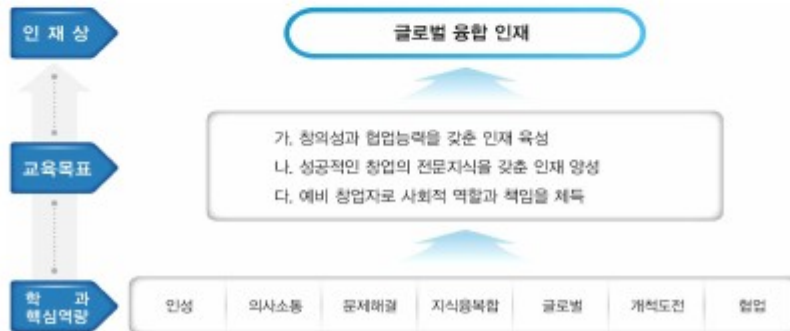 인 재 상
글로벌 융합 인재
교육목표
가. 창의성과 협업능력을 갖춘 인재 육성
나. 성공적인 창업의 전문지식을 갖춘 인재 양성
다. 예비 창업자로 사회적 역할과 책임을 체득
학 과
핵심역량
인성 의사소통 문제해결 지식융복합 글로벌 개척도전 협업